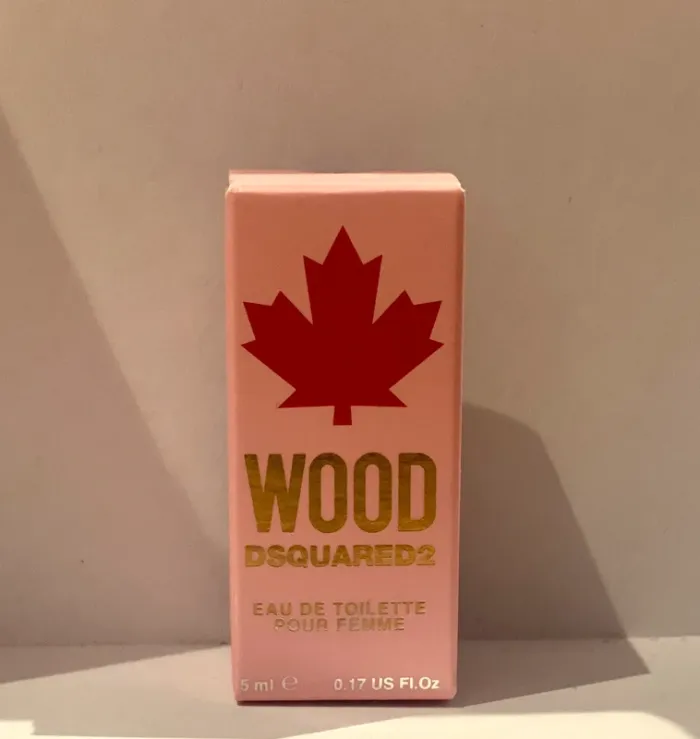 WOOD
DSQUARED2
EAU DE TOILETTE
POUR FEMME
5 ml ℮ 0.17 US Fl.Oz